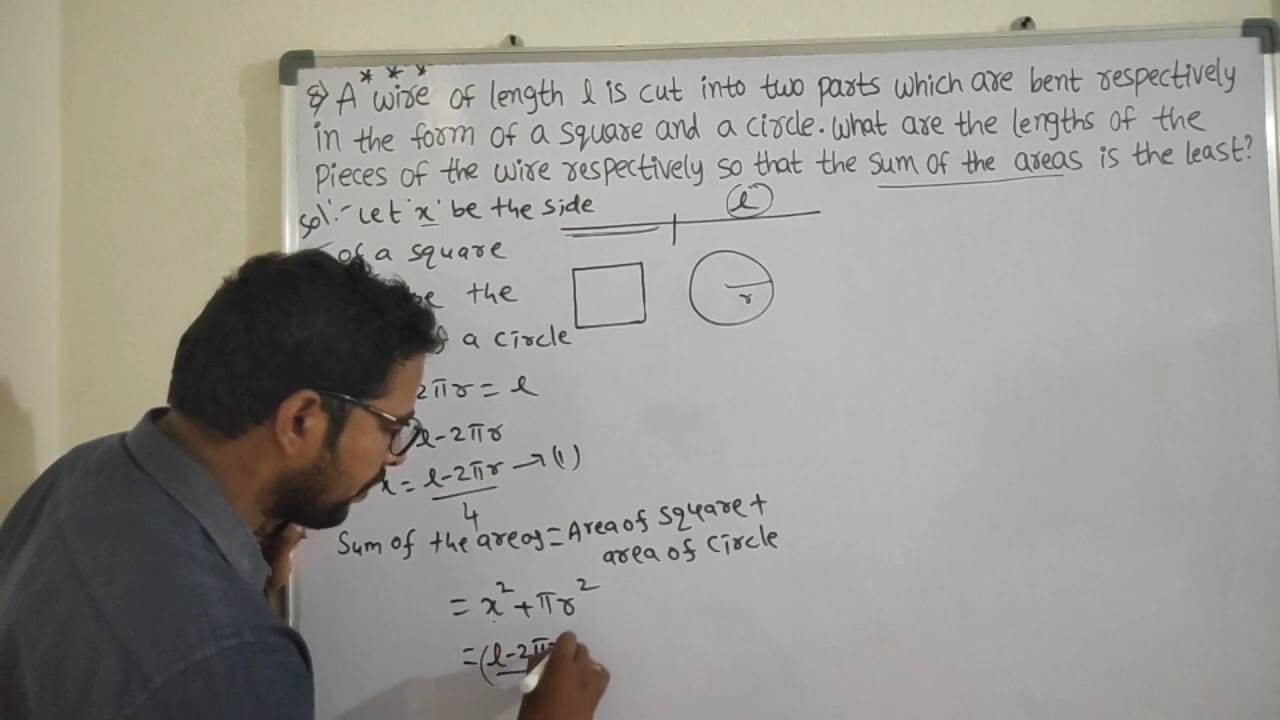 8) A wire of length l is cut into two parts which are bent respectively
* * *
in the form of a square and a circle. What are the lengths of the
pieces of the wire respectively so that the sum of the areas is the least?
Sol:- Let 'x' be the side
l
of a square
be the
r
of a circle
2πr = l
l-2πr
x = l-2πr/4 → (1)
Sum of the areas = Area of square +
area of circle
= x² + πr²
= (l-2π